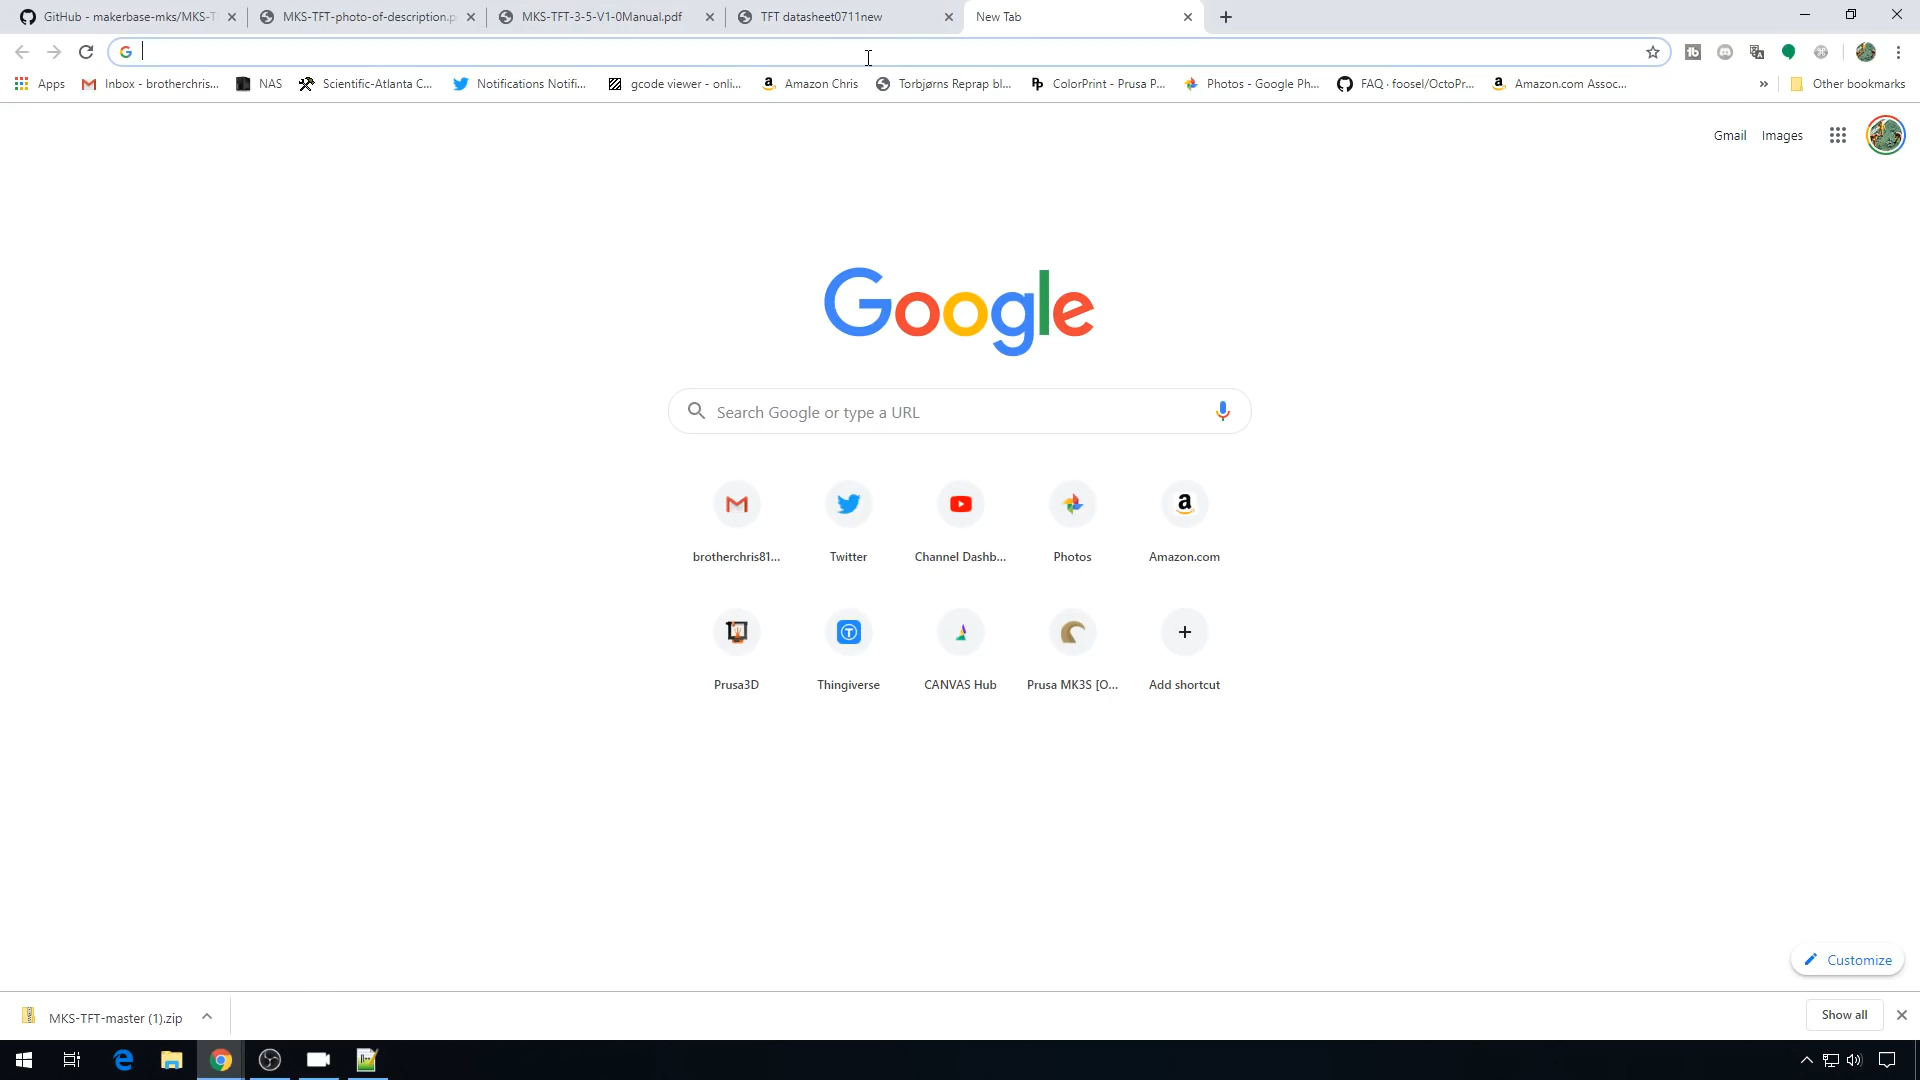 GitHub - makerbase-mks/MKS-T
MKS-TFT-photo-of-description.p
MKS-TFT-3-5-V1-0Manual.pdf
TFT datasheet0711new
New Tab
Apps
Inbox - brotherchris...
NAS
Scientific-Atlanta C...
Notifications Notifi...
gcode viewer - onli...
Amazon Chris
Torbjørns Reprap bl...
ColorPrint - Prusa P...
Photos - Google Ph...
FAQ · foosel/OctoPr...
Amazon.com Assoc...
»
Other bookmarks
Gmail
Images
Google
Search Google or type a URL
brotherchris81...
Twitter
Channel Dashb...
Photos
Amazon.com
Prusa3D
Thingiverse
CANVAS Hub
Prusa MK3S [O...
Add shortcut
Customize
MKS-TFT-master (1).zip
Show all